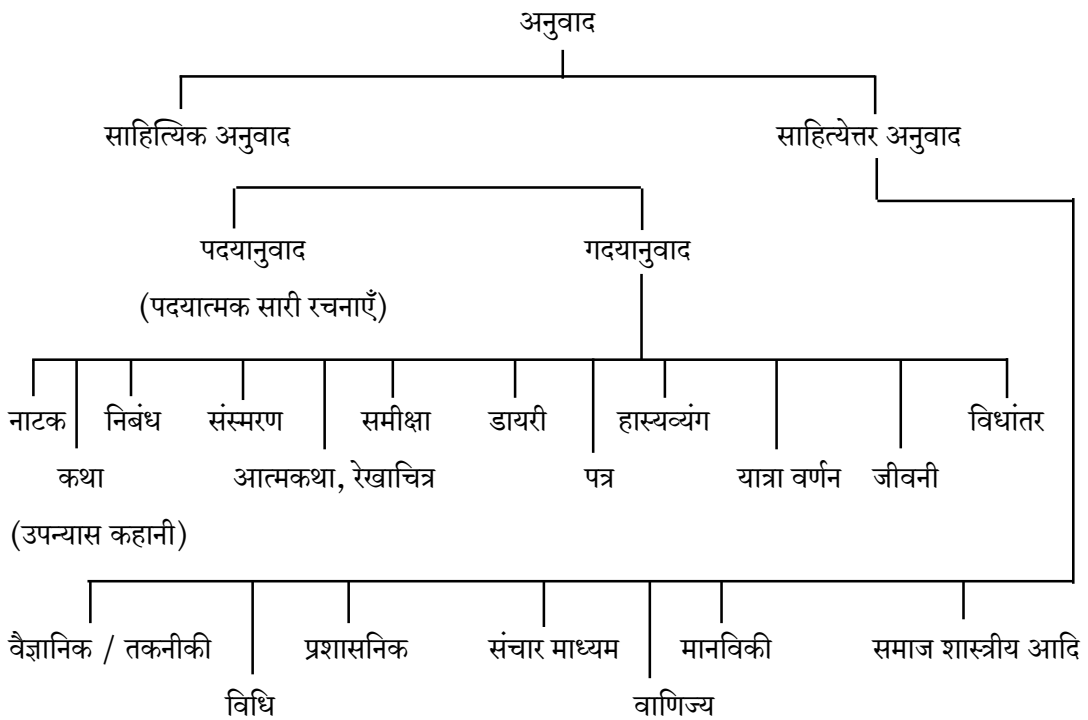 अनुवाद
साहित्यिक अनुवाद साहित्येत्तर अनुवाद
पदयानुवाद गदयानुवाद
(पदयात्मक सारी रचनाएँ)
नाटक निबंध संस्मरण समीक्षा डायरी हास्यव्यंग विधांतर
कथा आत्मकथा, रेखाचित्र पत्र यात्रा वर्णन जीवनी
(उपन्यास कहानी)
वैज्ञानिक / तकनीकी प्रशासनिक संचार माध्यम मानविकी समाज शास्त्रीय आदि
विधि वाणिज्य